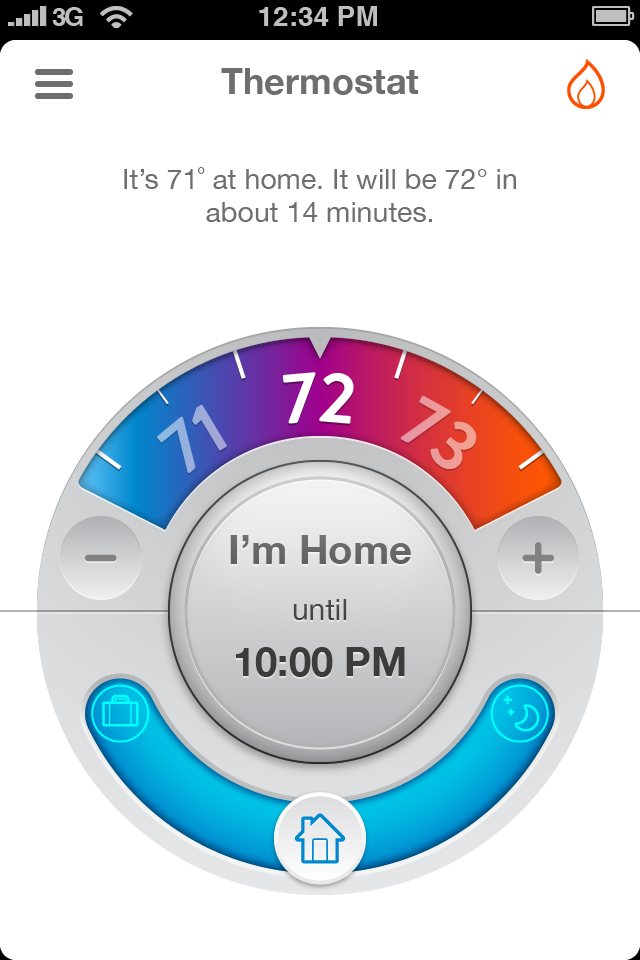 3G 12:34 PM
Thermostat
It's 71° at home. It will be 72° in
about 14 minutes.
71 72 73
− +
I'm Home
until
10:00 PM